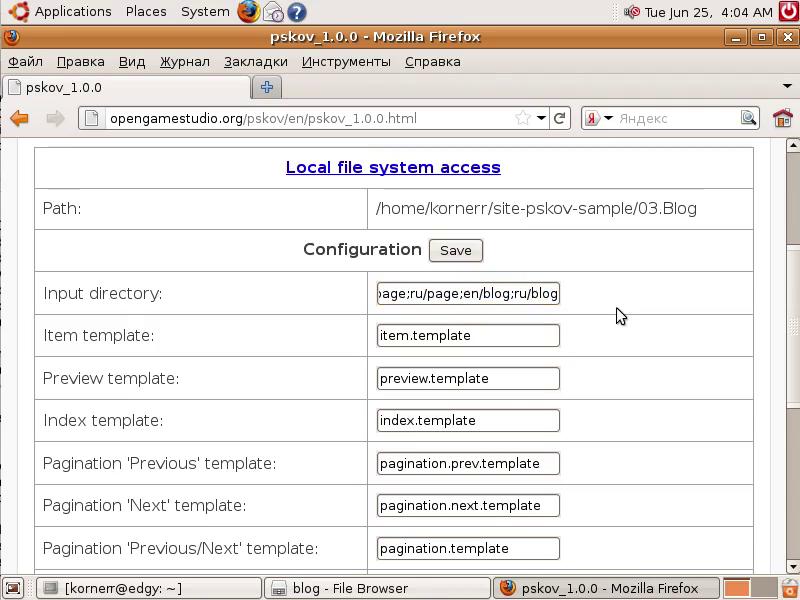 Applications Places System Tue Jun 25, 4:04 AM
pskov_1.0.0 - Mozilla Firefox
Файл Правка Вид Журнал Закладки Инструменты Справка
pskov_1.0.0
opengamestudio.org/pskov/en/pskov_1.0.0.html Яндекс
Local file system access
Path: /home/kornerr/site-pskov-sample/03.Blog
Configuration Save
Input directory: page;ru/page;en/blog;ru/blog
Item template: item.template
Preview template: preview.template
Index template: index.template
Pagination 'Previous' template: pagination.prev.template
Pagination 'Next' template: pagination.next.template
Pagination 'Previous/Next' template: pagination.template
[kornerr@edgy: ~] blog - File Browser pskov_1.0.0 - Mozilla Firefox